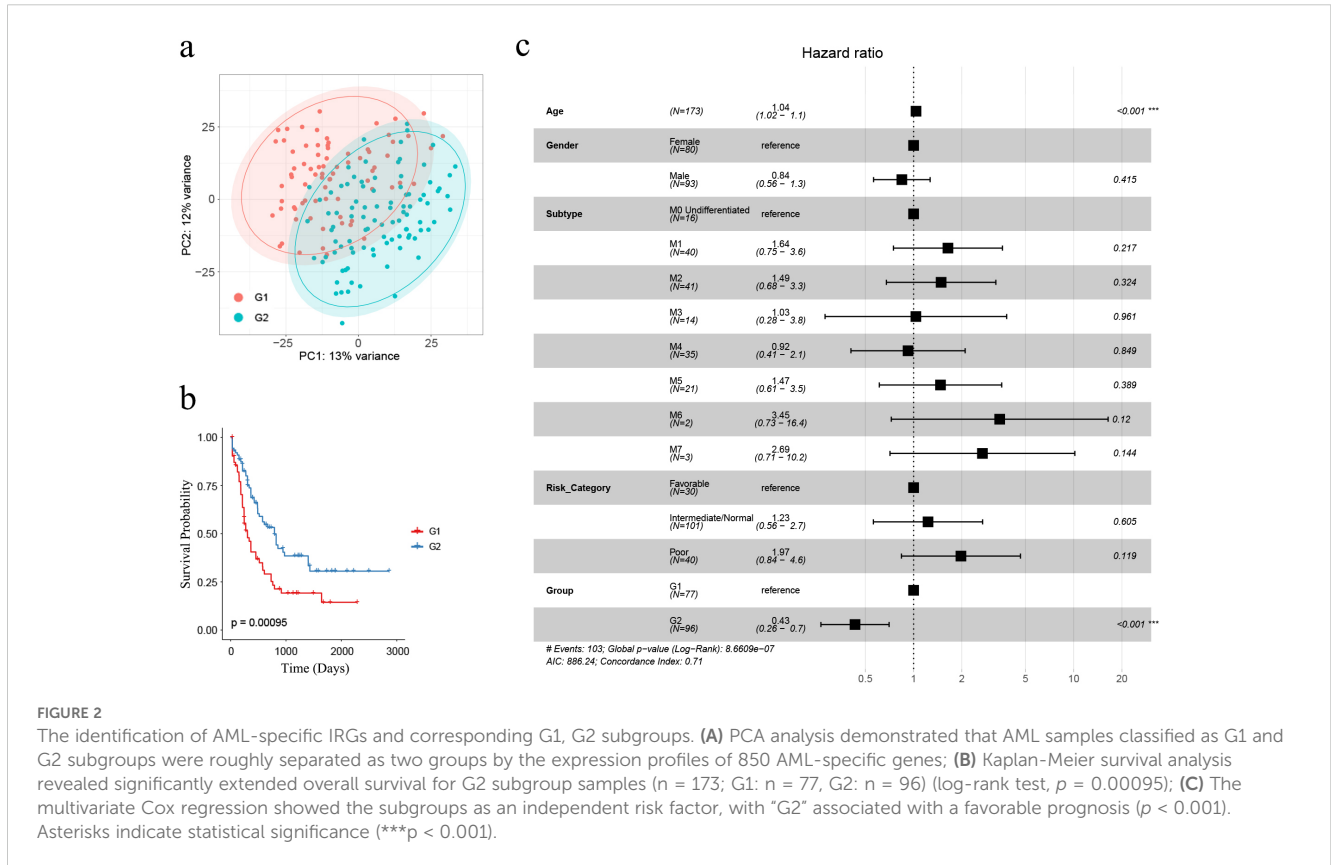 a
PC2: 12% variance
25
0
−25
G1
G2
−25
0
25
PC1: 13% variance
b
Survival Probability
1.00
0.75
0.50
0.25
0.00
G1
G2
p = 0.00095
0
1000
2000
3000
Time (Days)
c
Hazard ratio
Age (N=173) 1.04 <0.001 ***
(1.02 − 1.1)
Gender Female reference
(N=80)
Male 0.84 0.415
(N=93) (0.56 − 1.3)
Subtype M0 Undifferentiated reference
(N=16)
M1 1.64 0.217
(N=40) (0.75 − 3.6)
M2 1.49 0.324
(N=41) (0.68 − 3.3)
M3 1.03 0.961
(N=14) (0.28 − 3.8)
M4 0.92 0.849
(N=35) (0.41 − 2.1)
M5 1.47 0.389
(N=21) (0.61 − 3.5)
M6 3.45 0.12
(N=2) (0.73 − 16.4)
M7 2.69 0.144
(N=3) (0.71 − 10.2)
Risk_Category Favorable reference
(N=30)
Intermediate/Normal 1.23 0.605
(N=101) (0.56 − 2.7)
Poor 1.97 0.119
(N=40) (0.84 − 4.6)
Group G1 reference
(N=77)
G2 0.43 <0.001 ***
(N=96) (0.26 − 0.7)
# Events: 103; Global p−value (Log−Rank): 8.6609e−07
AIC: 886.24; Concordance Index: 0.71
0.5 1 2 5 10 20
FIGURE 2
The identification of AML-specific IRGs and corresponding G1, G2 subgroups. (A) PCA analysis demonstrated that AML samples classified as G1 and
G2 subgroups were roughly separated as two groups by the expression profiles of 850 AML-specific genes; (B) Kaplan-Meier survival analysis
revealed significantly extended overall survival for G2 subgroup samples (n = 173; G1: n = 77, G2: n = 96) (log-rank test, p = 0.00095); (C) The
multivariate Cox regression showed the subgroups as an independent risk factor, with “G2” associated with a favorable prognosis (p < 0.001).
Asterisks indicate statistical significance (***p < 0.001).